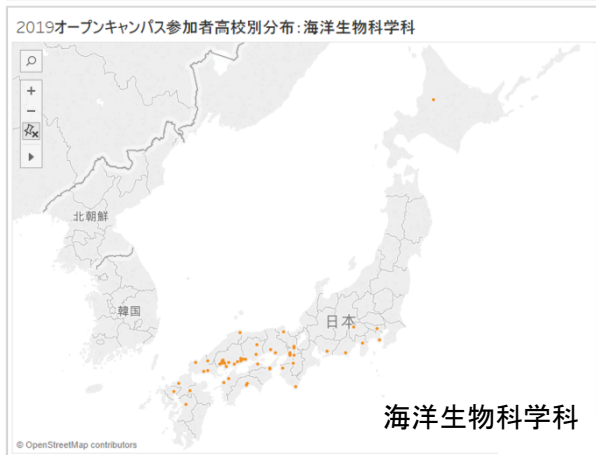 2019オープンキャンパス参加者高校別分布：海洋生物科学科
北朝鮮
韓国
日本
海洋生物科学科
© OpenStreetMap contributors